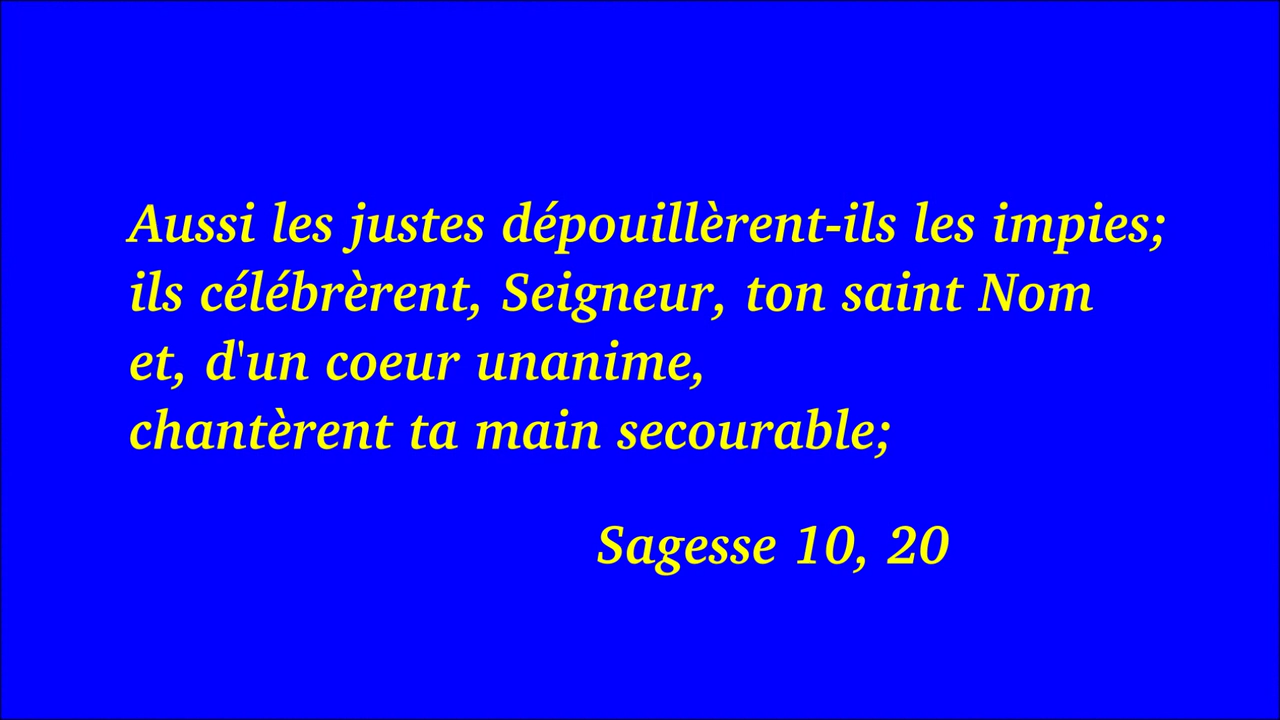 Aussi les justes dépouillèrent-ils les impies;
ils célébrèrent, Seigneur, ton saint Nom
et, d'un coeur unanime,
chantèrent ta main secourable;
Sagesse 10, 20